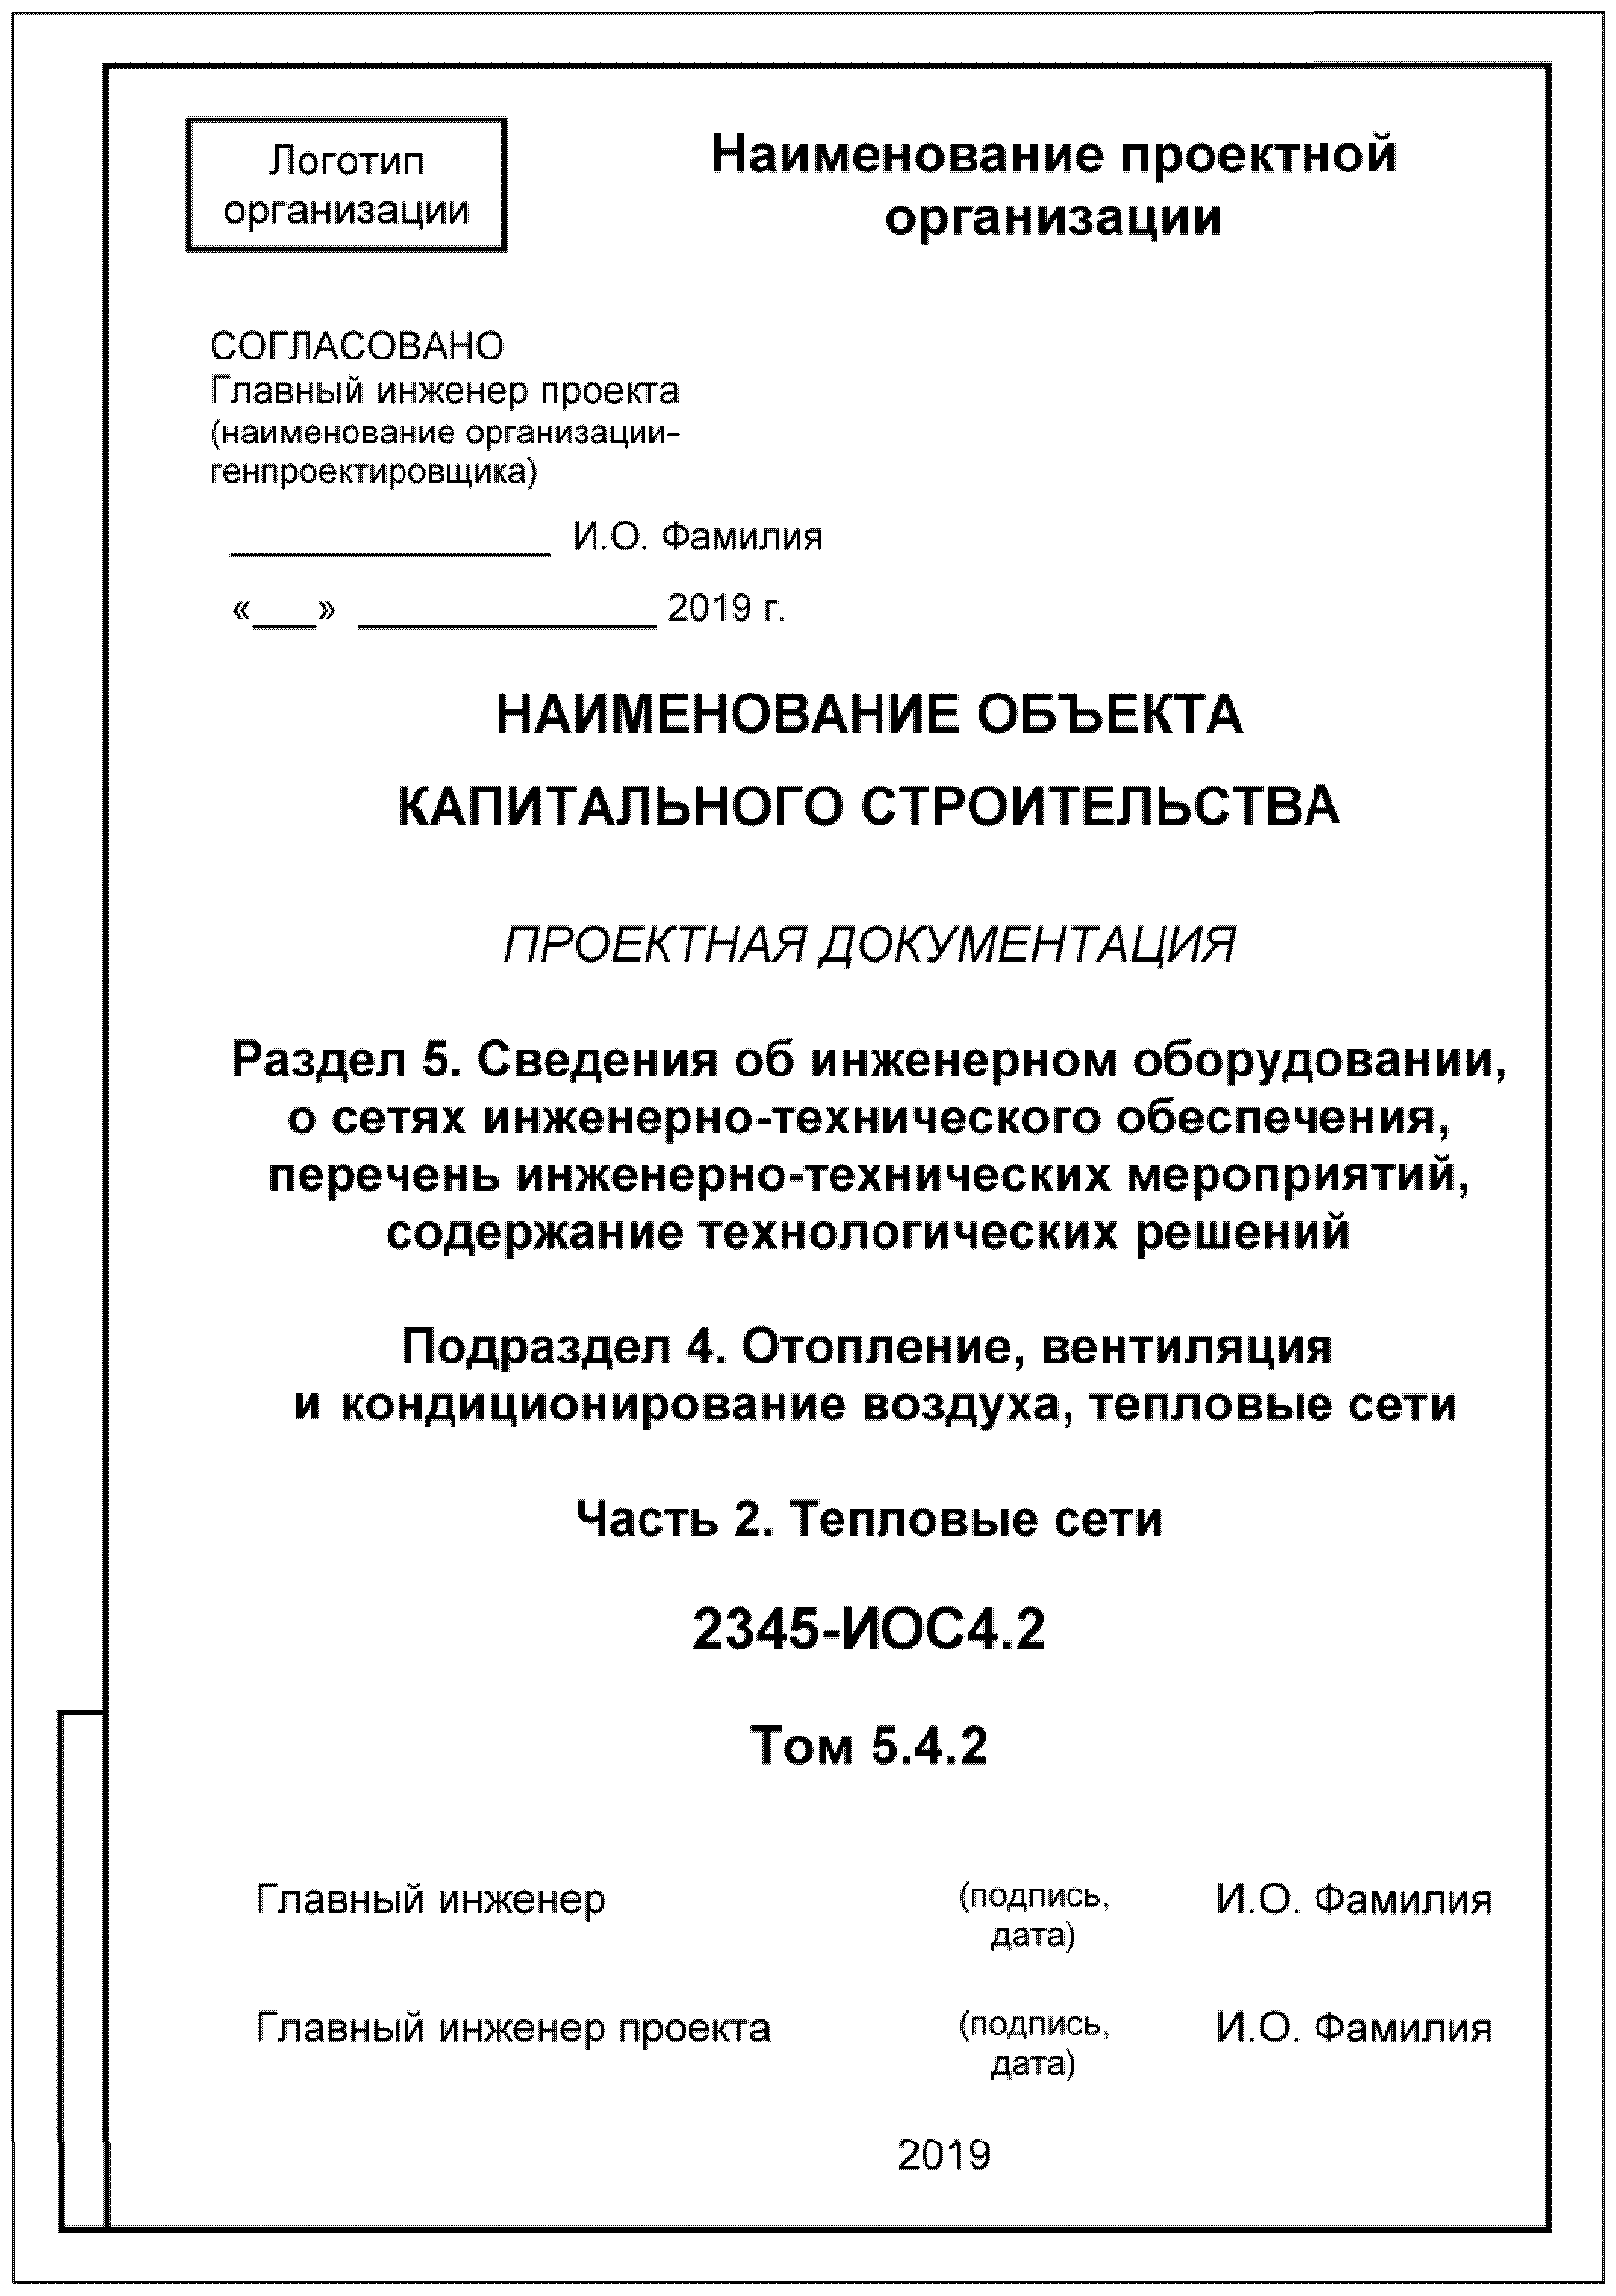 Логотип
организации
Наименование проектной
организации
СОГЛАСОВАНО
Главный инженер проекта
(наименование организации-
генпроектировщика)
_______________ И.О. Фамилия
«___» ______________ 2019 г.
НАИМЕНОВАНИЕ ОБЪЕКТА
КАПИТАЛЬНОГО СТРОИТЕЛЬСТВА
ПРОЕКТНАЯ ДОКУМЕНТАЦИЯ
Раздел 5. Сведения об инженерном оборудовании,
о сетях инженерно-технического обеспечения,
перечень инженерно-технических мероприятий,
содержание технологических решений
Подраздел 4. Отопление, вентиляция
и кондиционирование воздуха, тепловые сети
Часть 2. Тепловые сети
2345-ИОС4.2
Том 5.4.2
Главный инженер (подпись, И.О. Фамилия
дата)
Главный инженер проекта (подпись, И.О. Фамилия
дата)
2019